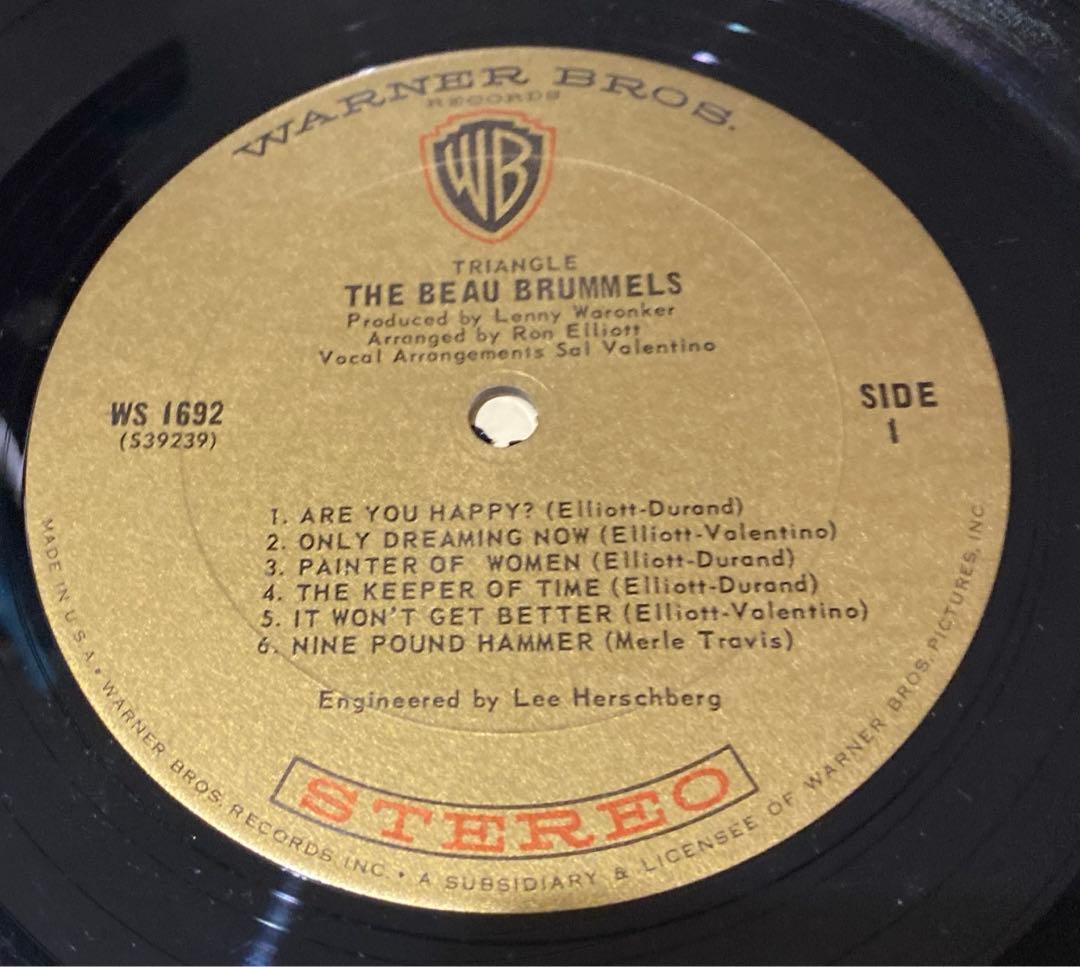 WARNER BROS.
RECORDS
WB
TRIANGLE
THE BEAU BRUMMELS
Produced by Lenny Waronker
Arranged by Ron Elliott
Vocal Arrangements Sal Valentino
WS 1692
(S39239)
SIDE
1
1. ARE YOU HAPPY? (Elliott-Durand)
2. ONLY DREAMING NOW (Elliott-Valentino)
3. PAINTER OF WOMEN (Elliott-Durand)
4. THE KEEPER OF TIME (Elliott-Durand)
5. IT WON'T GET BETTER (Elliott-Valentino)
6. NINE POUND HAMMER (Merle Travis)
Engineered by Lee Herschberg
STEREO
MADE IN U.S.A. • WARNER BROS. RECORDS INC. • A SUBSIDIARY & LICENSEE OF WARNER BROS. PICTURES, INC.